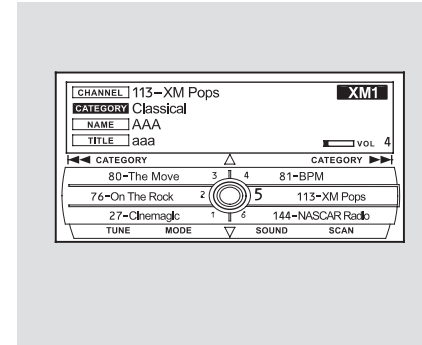 CHANNEL 113-XM Pops XM1
CATEGORY Classical
NAME AAA
TITLE aaa VOL 4
CATEGORY CATEGORY
80-The Move 3 4 81-BPM
76-On The Rock 2 5 113-XM Pops
27-Cinemagic 1 6 144-NASCAR Radio
TUNE MODE SOUND SCAN